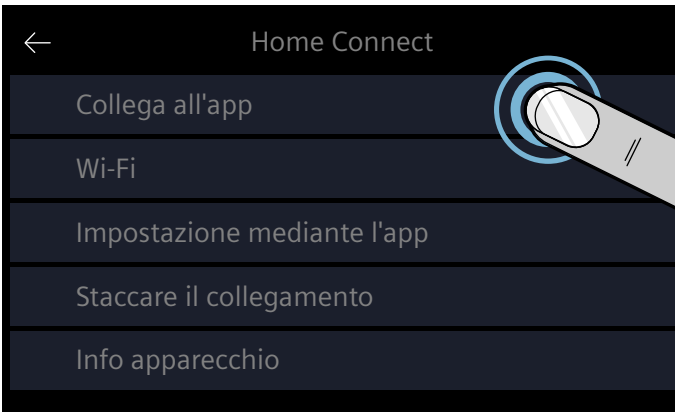 Home Connect
Collega all'app
Wi-Fi
Impostazione mediante l'app
Staccare il collegamento
Info apparecchio